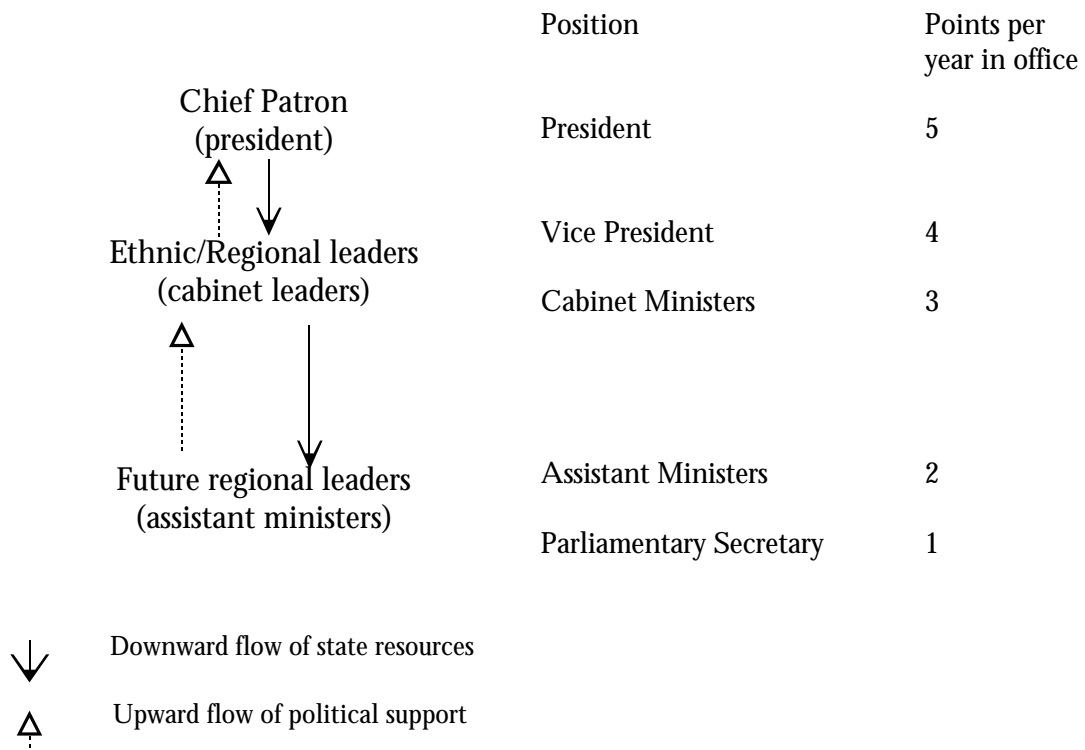 Position
Points per
year in office
Chief Patron
(president)
President
5
Ethnic/Regional leaders
(cabinet leaders)
Vice President
4
Cabinet Ministers
3
Future regional leaders
(assistant ministers)
Assistant Ministers
2
Parliamentary Secretary
1
Downward flow of state resources
Upward flow of political support